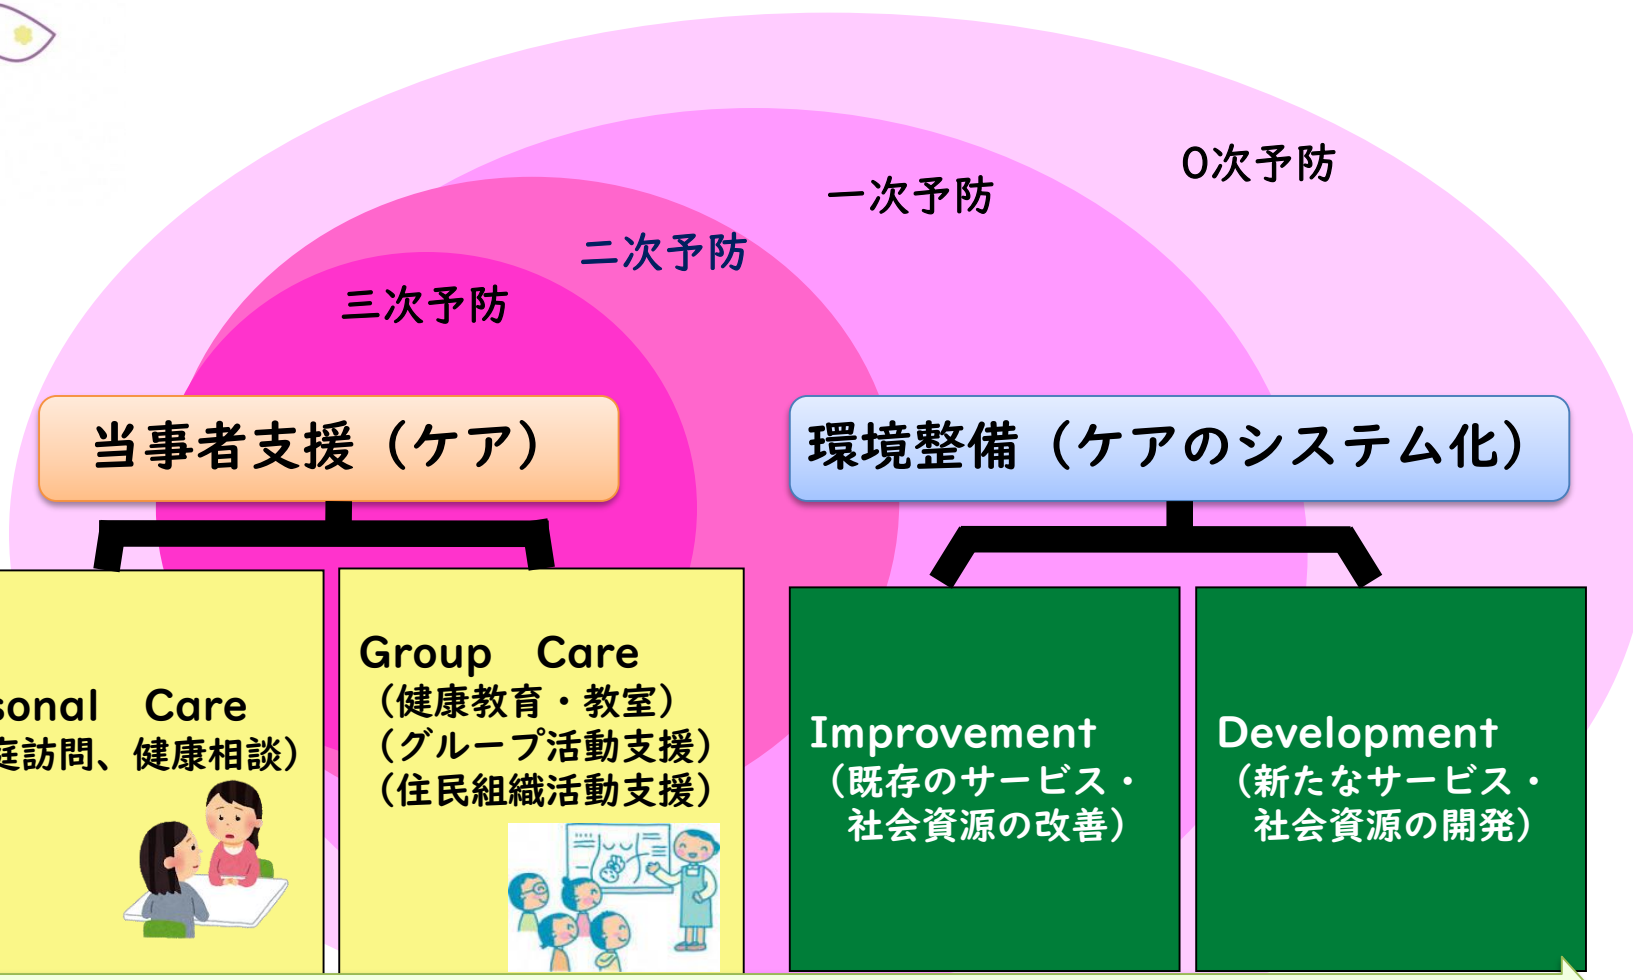 0次予防
一次予防
二次予防
三次予防
当事者支援（ケア）
環境整備（ケアのシステム化）
sonal　Care
庭訪問、健康相談）
Group　Care
（健康教育・教室）
（グループ活動支援）
（住民組織活動支援）
Improvement
（既存のサービス・
社会資源の改善）
Development
（新たなサービス・
社会資源の開発）